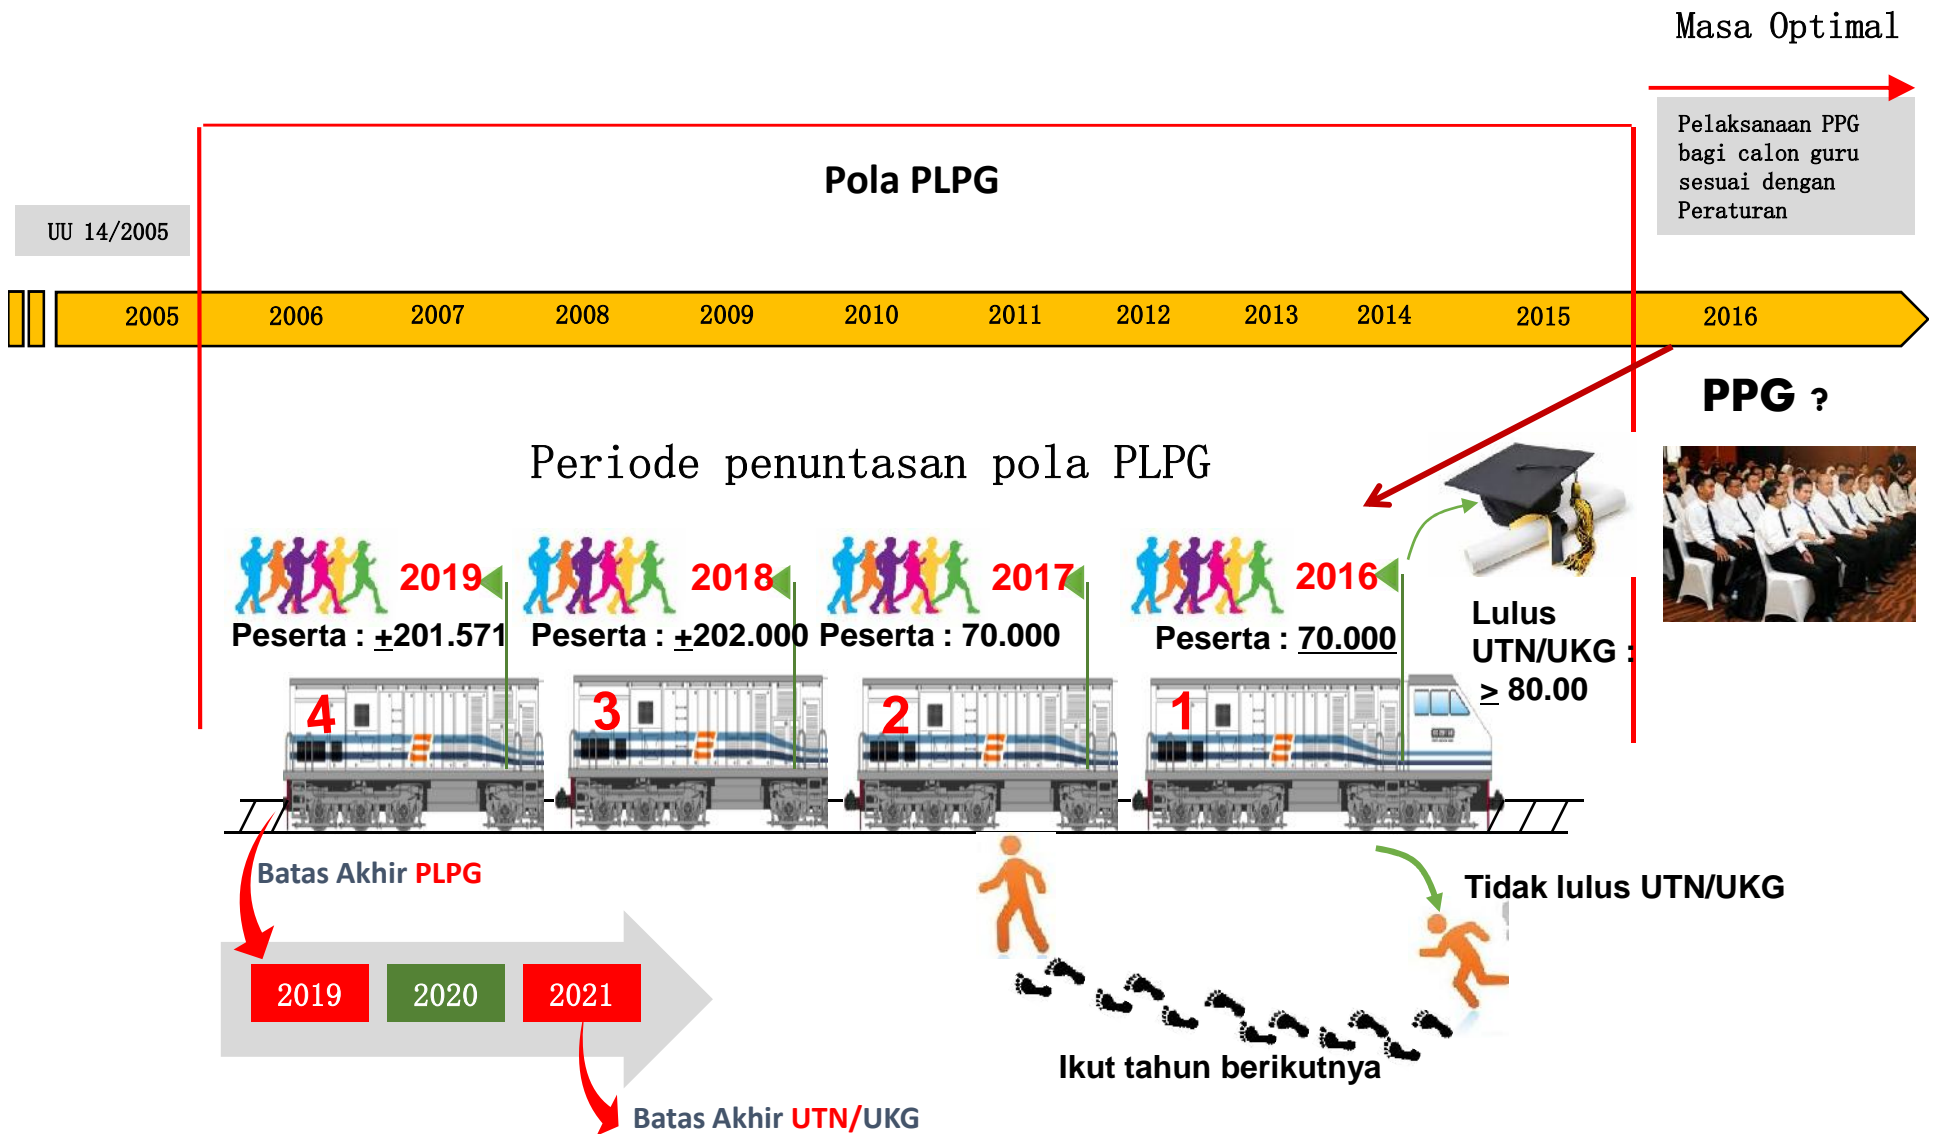 Masa Optimal
Pelaksanaan PPG
bagi calon guru
sesuai dengan
Peraturan
Pola PLPG
UU 14/2005
2005 2006 2007 2008 2009 2010 2011 2012 2013 2014 2015 2016
PPG ?
Periode penuntasan pola PLPG
2019 2018 2017 2016
Peserta : ±201.571 Peserta : ±202.000 Peserta : 70.000 Peserta : 70.000
Lulus
UTN/UKG :
≥ 80.00
4 3 2 1
Batas Akhir PLPG
Tidak lulus UTN/UKG
2019 2020 2021
Ikut tahun berikutnya
Batas Akhir UTN/UKG